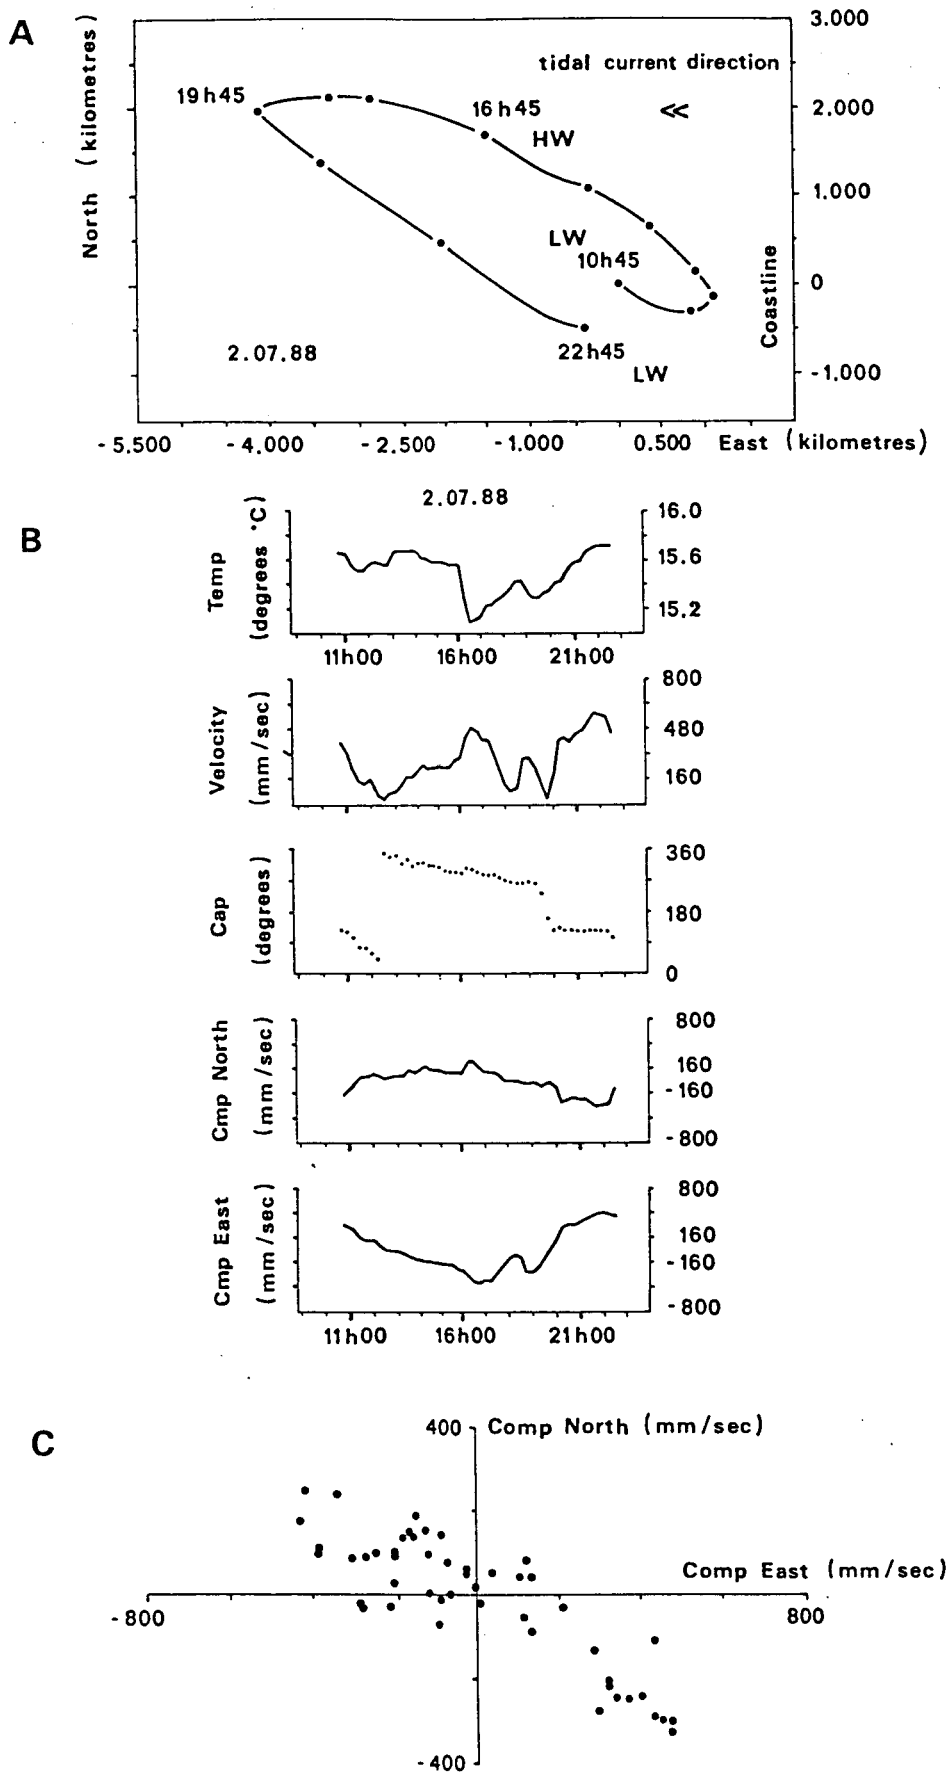 A
North (kilometres)
3.000
tidal current direction
19h45
16h45
<<
2.000
HW
1.000
LW
10h45
0
Coastline
2.07.88
22h45
LW
-1.000
-5.500 -4.000 -2.500 -1.000 0.500 East (kilometres)
B
2.07.88
Temp
(degrees °C)
16.0
15.6
15.2
11h00 16h00 21h00
Velocity
(mm/sec)
800
480
160
Cap
(degrees)
360
180
0
Cmp North
(mm/sec)
800
160
-160
-800
Cmp East
(mm/sec)
800
160
-160
-800
11h00 16h00 21h00
C
400 Comp North (mm/sec)
Comp East (mm/sec)
-800 800
-400